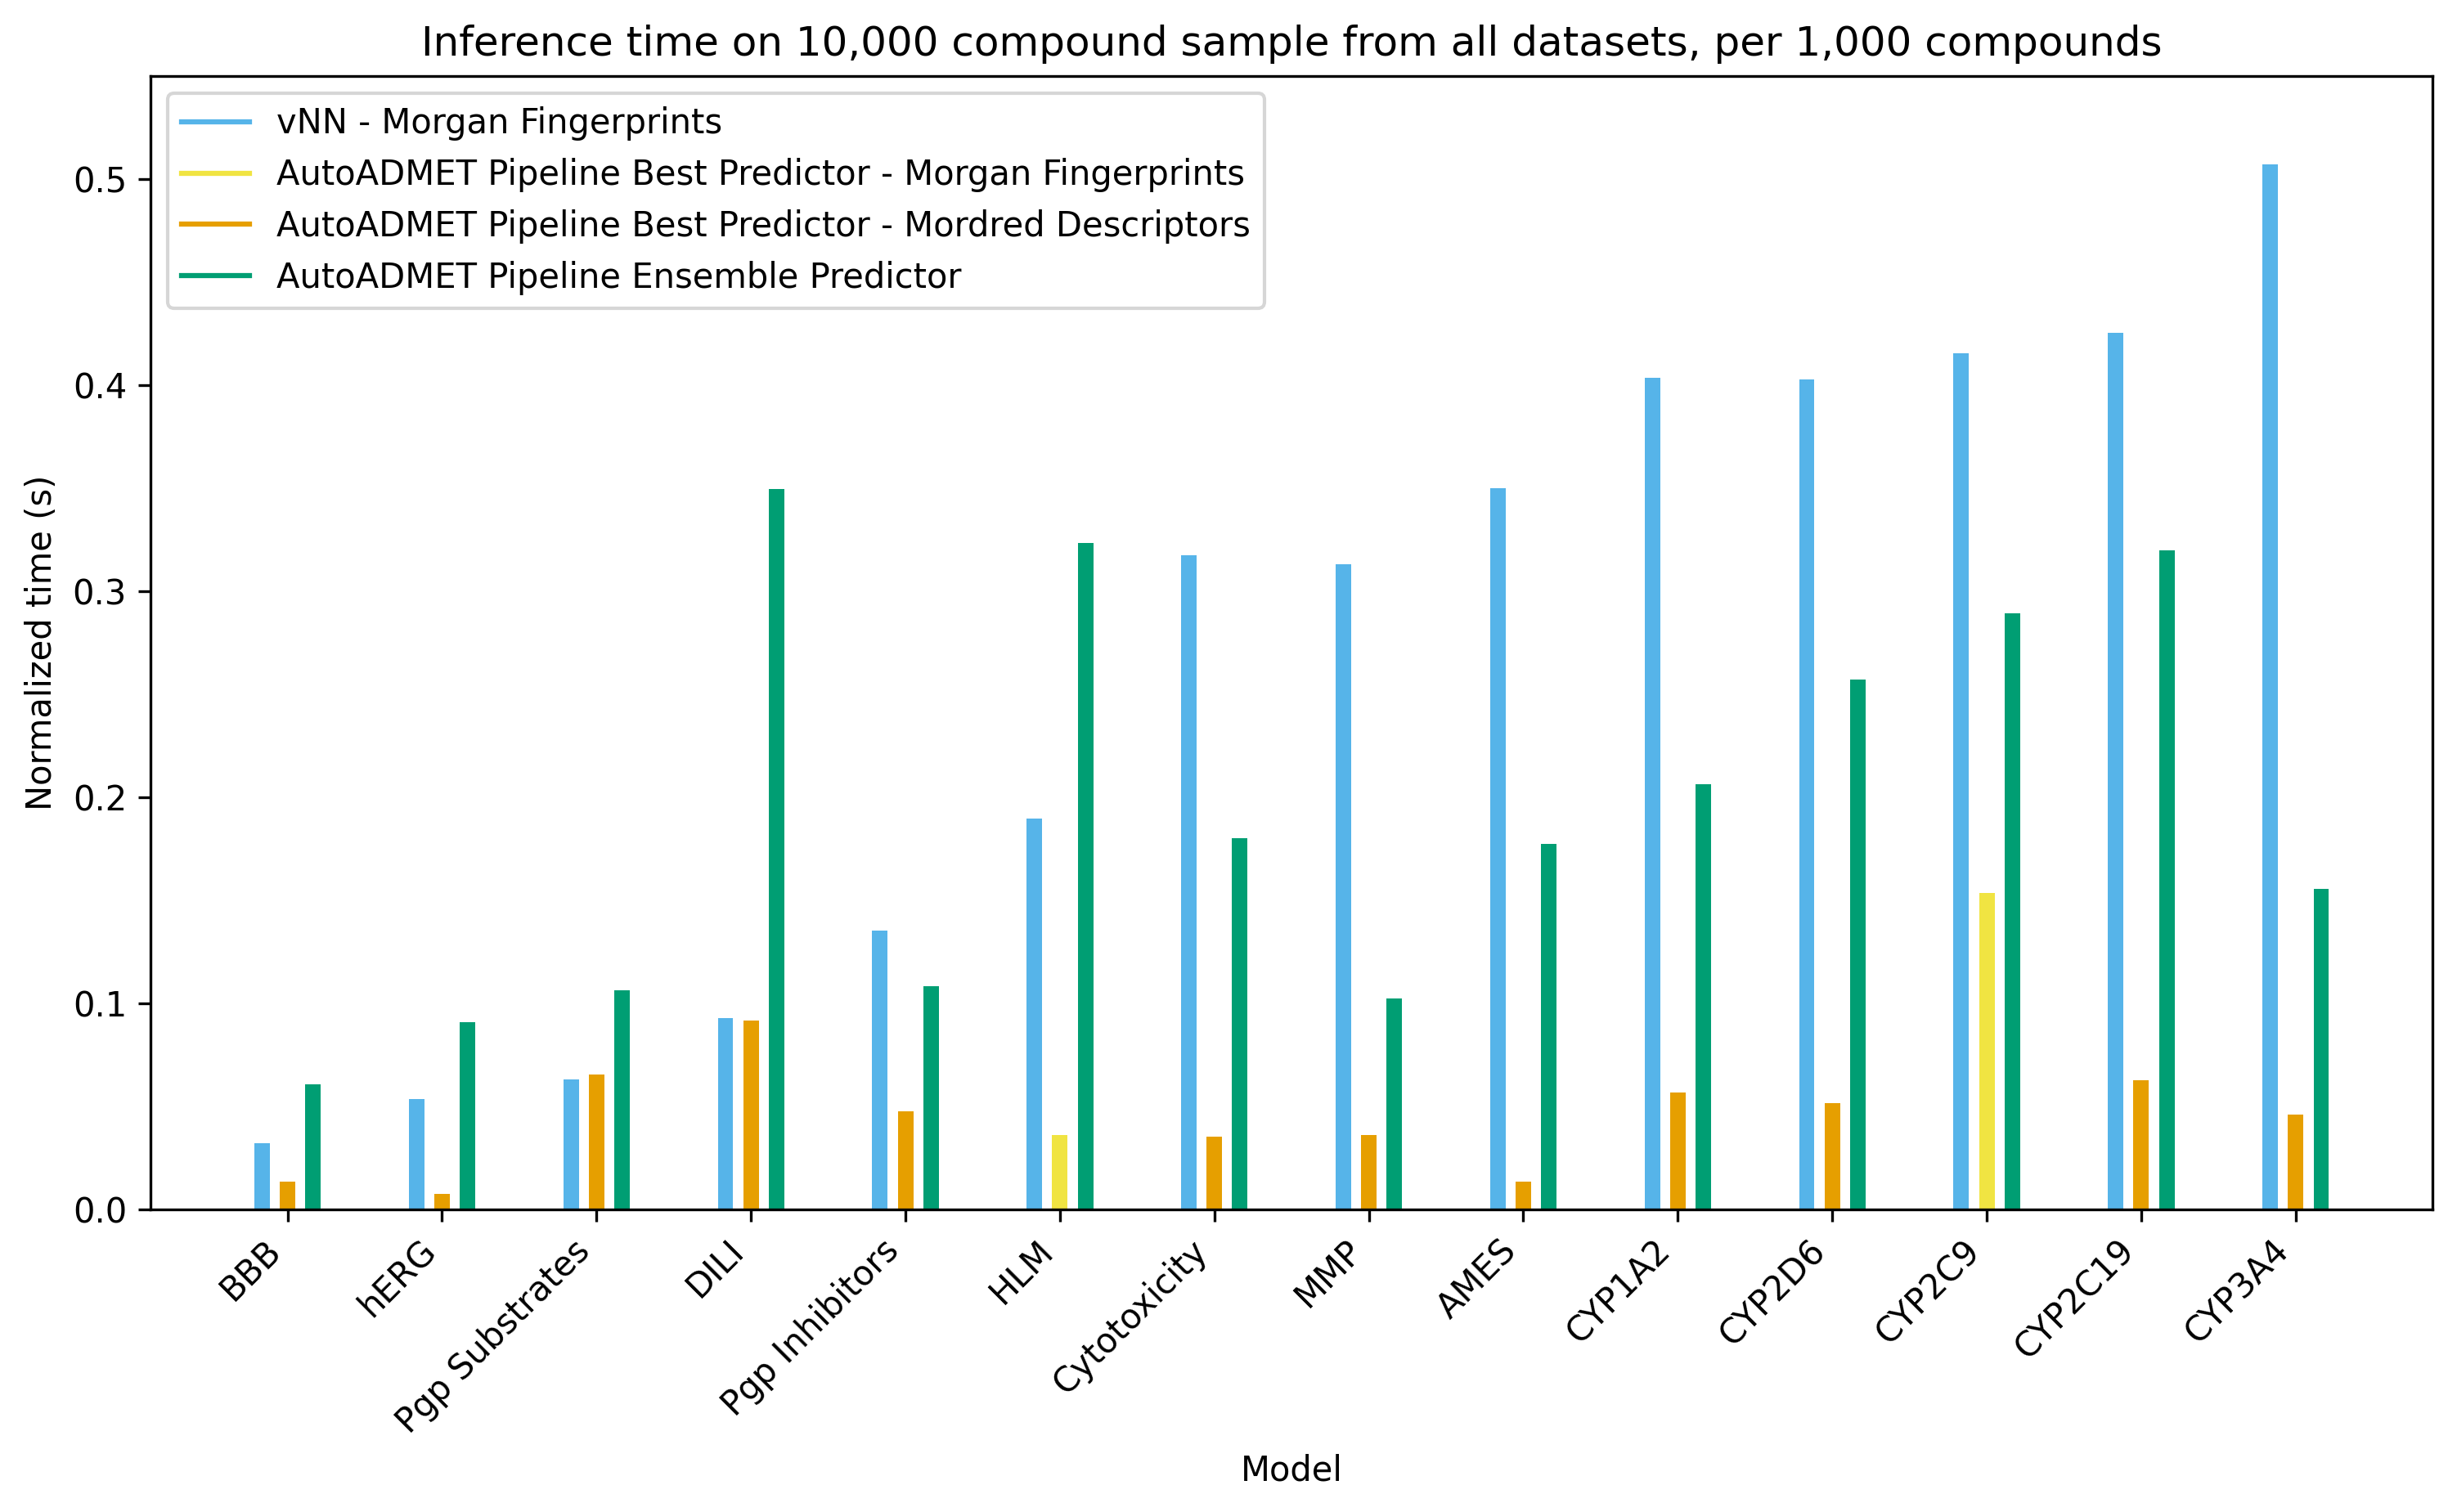 Inference time on 10,000 compound sample from all datasets, per 1,000 compounds
vNN - Morgan Fingerprints
AutoADMET Pipeline Best Predictor - Morgan Fingerprints
AutoADMET Pipeline Best Predictor - Mordred Descriptors
AutoADMET Pipeline Ensemble Predictor
Normalized time (s)
0.5
0.4
0.3
0.2
0.1
0.0
BBB
hERG
Pgp Substrates
DILI
Pgp Inhibitors
HLM
Cytotoxicity
MMP
AMES
CYP1A2
CYP2D6
CYP2C9
CYP2C19
CYP3A4
Model